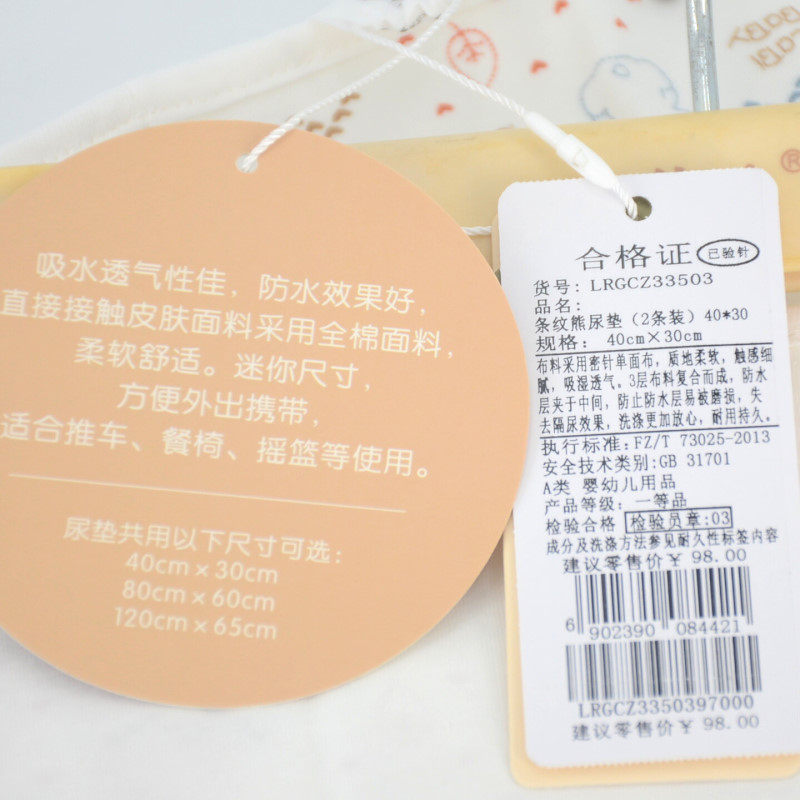 吸水透气性佳，防水效果好，
直接接触皮肤面料采用全棉面料，
柔软舒适。迷你尺寸，
方便外出携带，
适合推车、餐椅、摇篮等使用。
尿垫共用以下尺寸可选：
40cm×30cm
80cm×60cm
120cm×65cm
®
合格证 已验针
货号: LRGCZ33503
品名:
条纹熊尿垫（2条装）40*30
规格: 40cm×30cm
布料采用密针单面布，质地柔软，触感细
腻，吸湿透气。3层布料复合而成，防水
层夹于中间，防止防水层易被磨损，失
去隔尿效果，洗涤更加放心，耐用持久。
执行标准:FZ/T 73025-2013
安全技术类别:GB 31701
A类 婴幼儿用品
产品等级: 一等品
检验合格 检验员章:03
成分及洗涤方法参见耐久性标签内容
建议零售价￥ 98.00
6 902390 084421
LRGCZ3350397000
建议零售价￥ 98.00